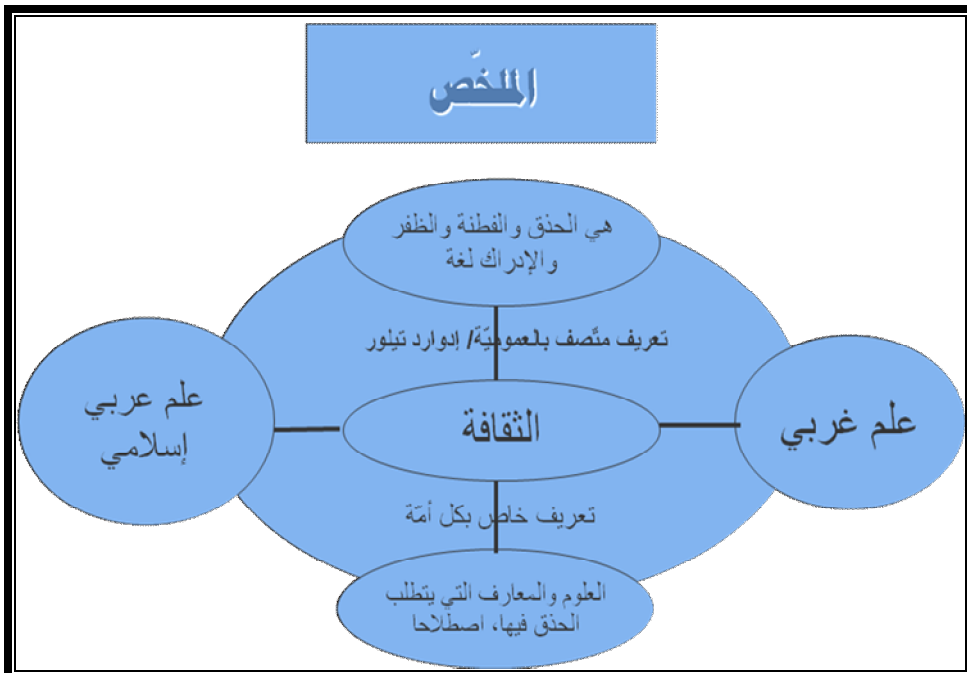 الملخّص
هي الحذق والفطنة والظفر
والإدراك لغة
تعريف متّصف بالعموميّة/ إدوارد تيلور
علم غربي
الثقافة
علم عربي
إسلامي
تعريف خاص بكل أمّة
العلوم والمعارف التي يتطلب
الحذق فيها، اصطلاحا